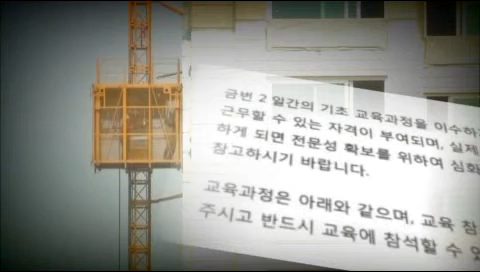 금번 2일간의 기초 교육과정을 이수하
근무할 수 있는 자격이 부여되며, 실제
하게 되면 전문성 확보를 위하여 심화
참고하시기 바랍니다.
교육과정은 아래와 같으며, 교육 참
주시고 반드시 교육에 참석할 수 있